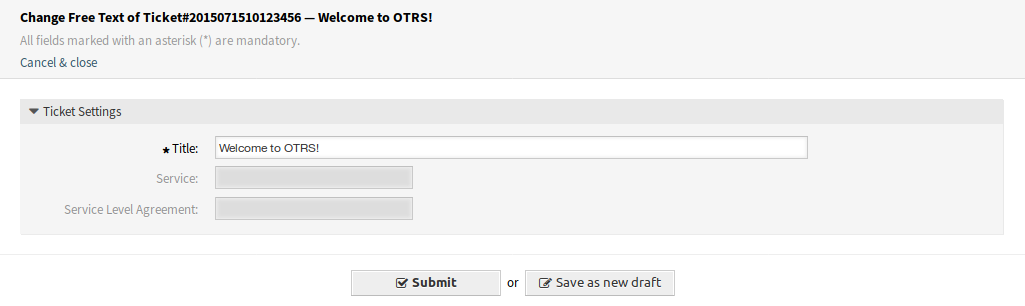 Change Free Text of Ticket#2015071510123456 — Welcome to OTRS!
All fields marked with an asterisk (*) are mandatory.
Cancel & close
Ticket Settings
★ Title: Welcome to OTRS!
Service:
Service Level Agreement:
Submit or Save as new draft